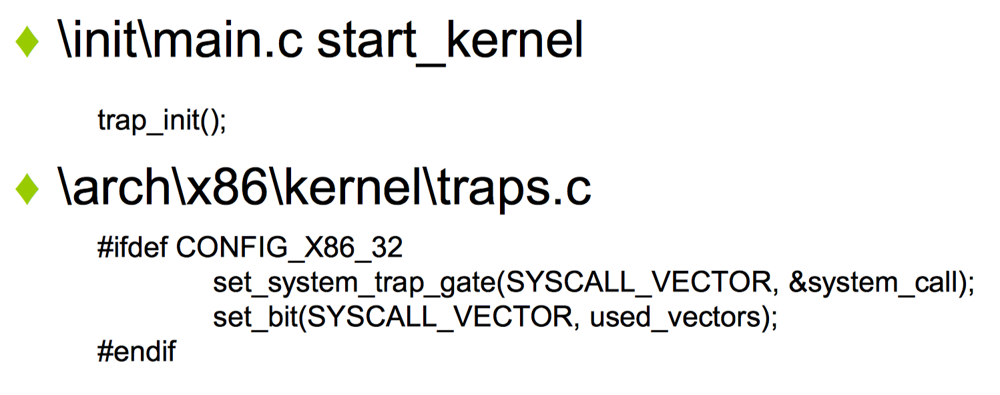 \init\main.c start_kernel
trap_init();
\arch\x86\kernel\traps.c
#ifdef CONFIG_X86_32
set_system_trap_gate(SYSCALL_VECTOR, &system_call);
set_bit(SYSCALL_VECTOR, used_vectors);
#endif